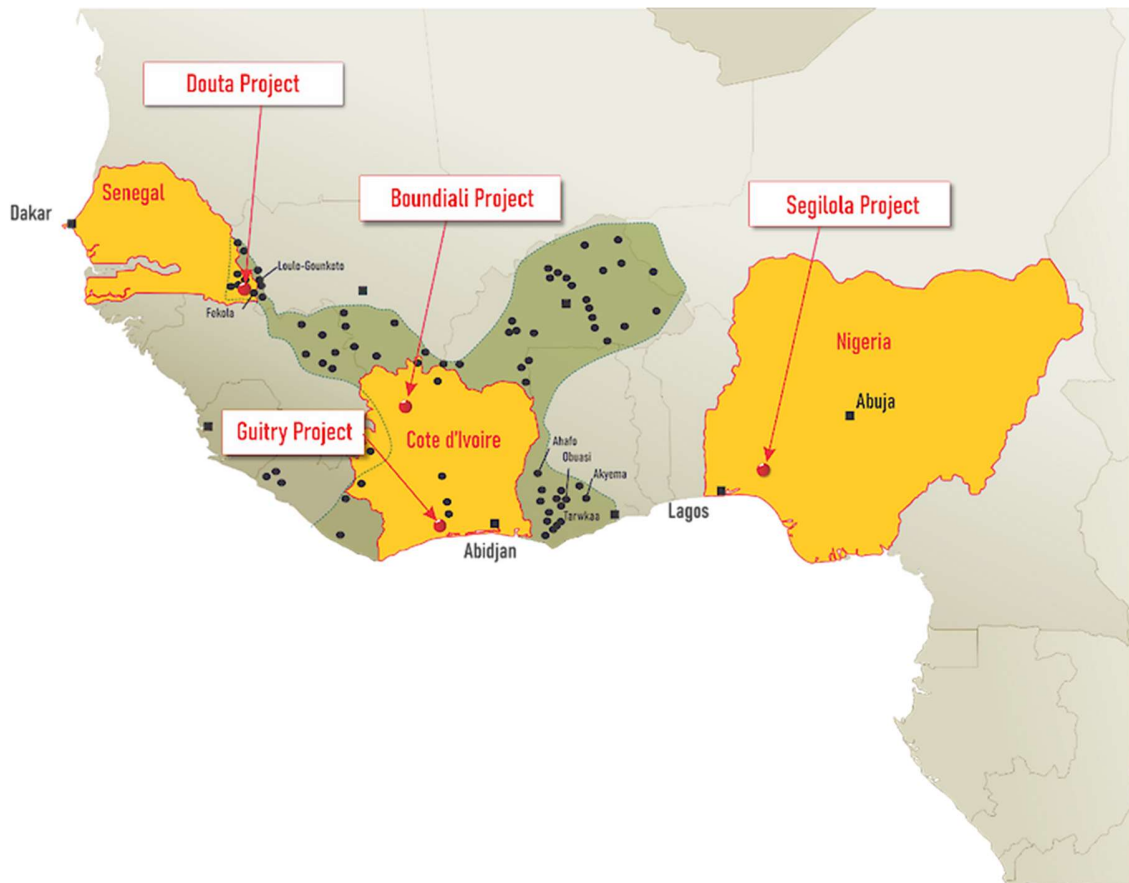 Douta Project
Senegal
Boundiali Project
Segilola Project
Dakar
Loulo-Gounkoto
Fekola
Nigeria
Abuja
Guitry Project
Cote d'Ivoire
Ahafo
Obuasi
Akyema
Tarwkaa
Lagos
Abidjan